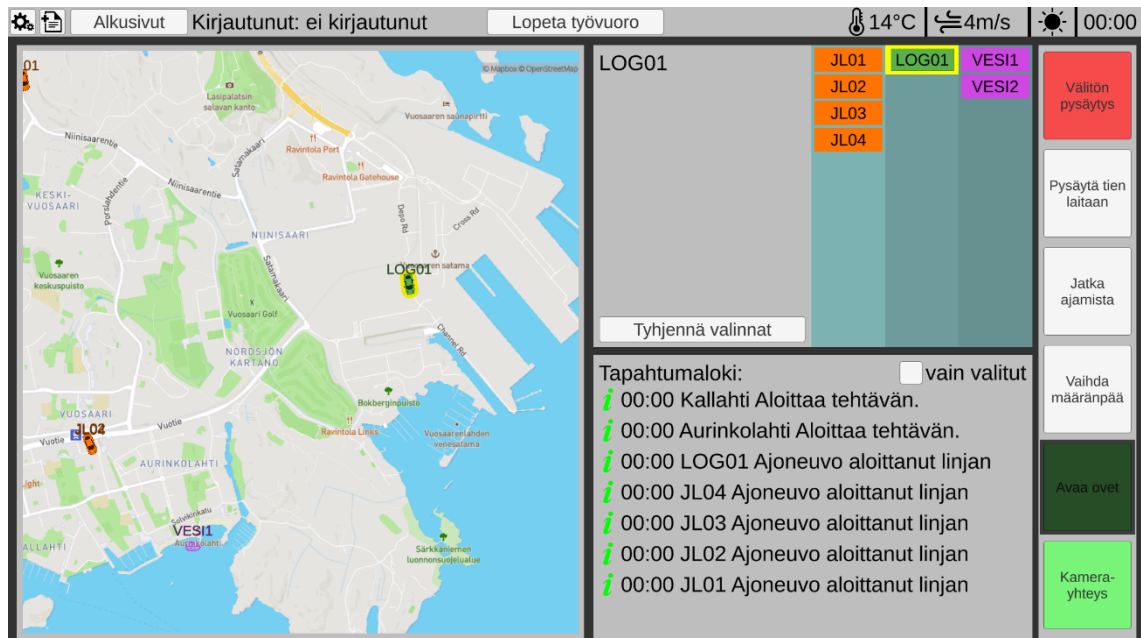 Alkusivut
Kirjautunut: ei kirjautunut
Lopeta työvuoro
14°C
4m/s
00:00
01
© Mapbox © OpenStreetMap
Lasipalatsin
salavan kanto
Vuosaaren saunapirtti
Niinisaarentie
Satamakaari
Ravintola Port
Ravintola Gatehouse
Niinisaarentie
Porslahdentie
KESKI-
VUOSAARI
Depo Rd
Cross Rd
NIINISAARI
Satamakaari
Vuosaaren satama
LOG01
Vuosaaren
keskuspuisto
Vuosaari Golf
Channel Rd
NORDSJÖN
KARTANO
Bokberginpuisto
VUOSAARI
Ravintola Links
Vuosaarenlahden
venesatama
Vuotie
Vuotie
AURINKOLAHTI
ight
Solvikinkatu
VESI1
Aurinkolahti
ALLAHTI
Särkkäniemen
luonnonsuojelualue
LOG01
JL01
LOG01
VESI1
JL02
VESI2
JL03
JL04
Tyhjennä valinnat
Tapahtumaloki:
vain valitut
i 00:00 Kallahti Aloittaa tehtävän.
i 00:00 Aurinkolahti Aloittaa tehtävän.
i 00:00 LOG01 Ajoneuvo aloittanut linjan
i 00:00 JL04 Ajoneuvo aloittanut linjan
i 00:00 JL03 Ajoneuvo aloittanut linjan
i 00:00 JL02 Ajoneuvo aloittanut linjan
i 00:00 JL01 Ajoneuvo aloittanut linjan
Välitön
pysäytys
Pysäytä tien
laitaan
Jatka
ajamista
Vaihda
määränpää
Avaa ovet
Kamera-
yhteys